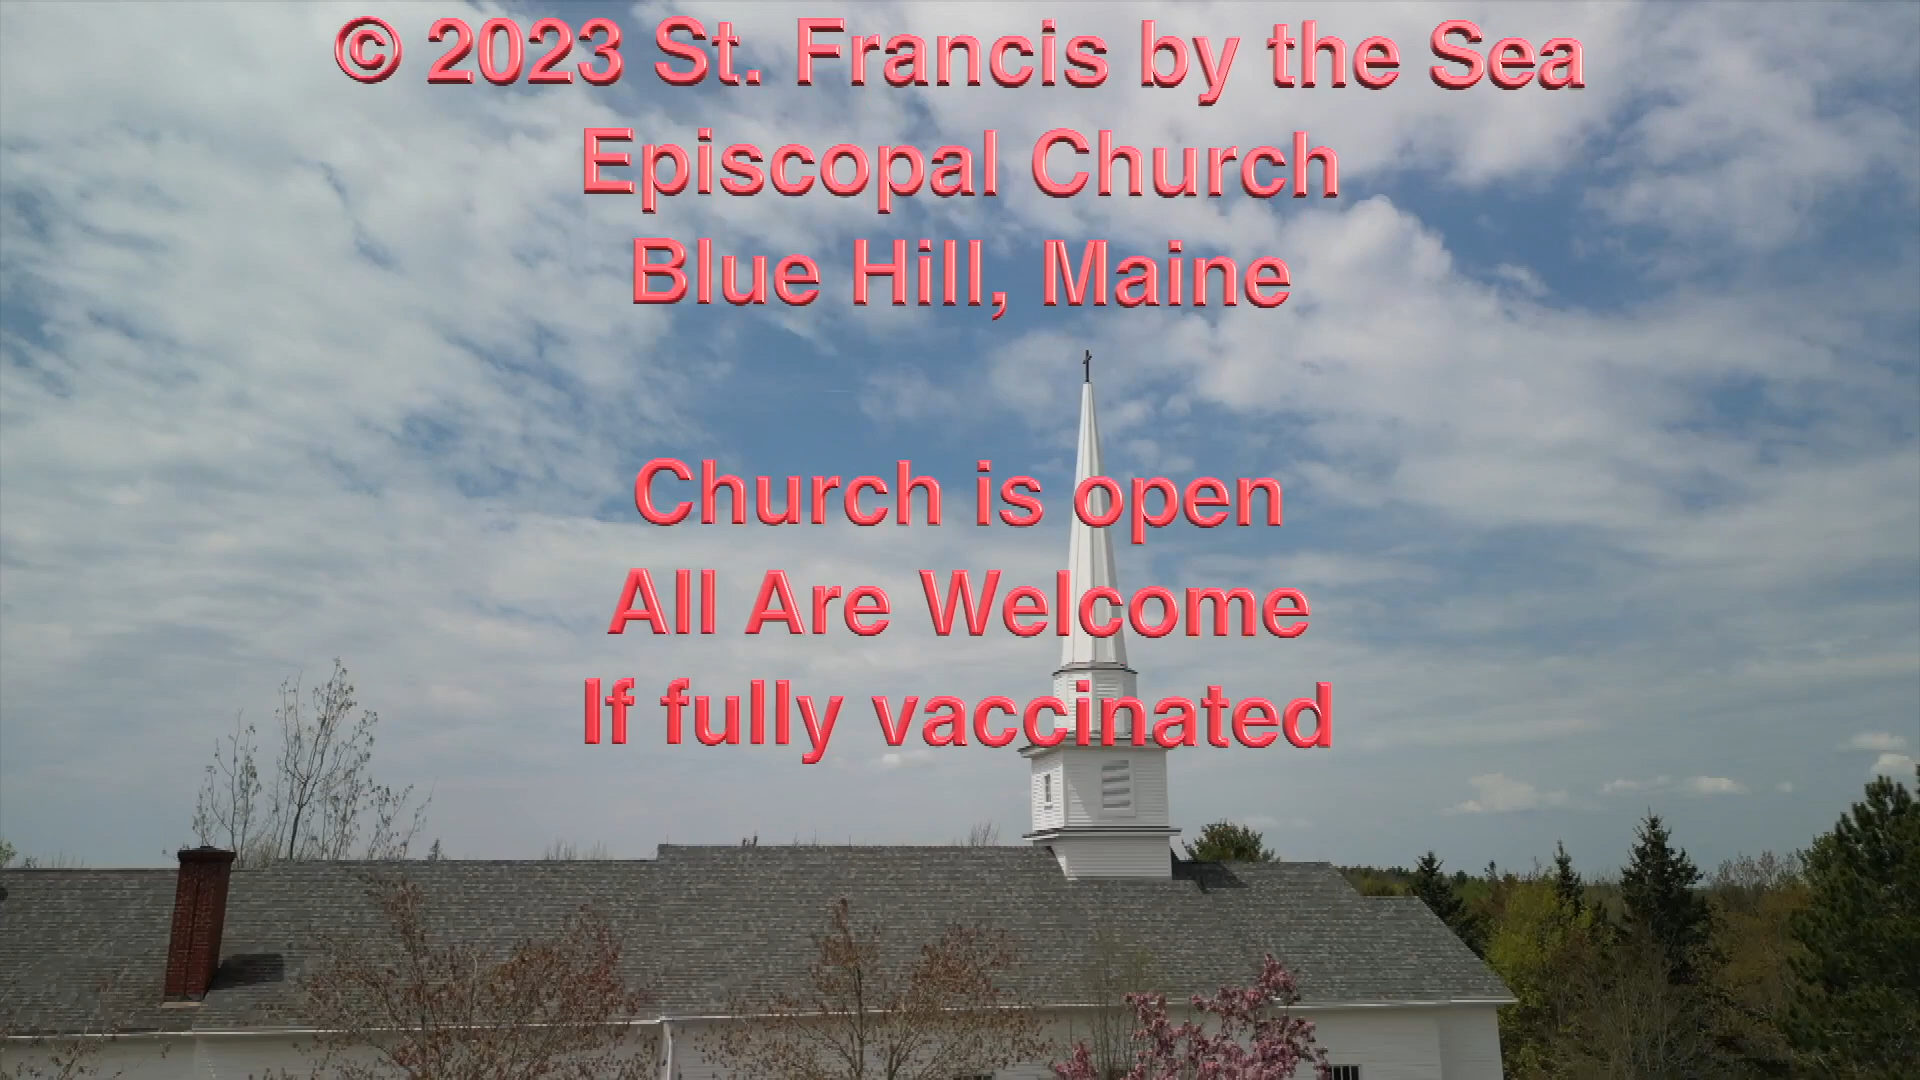 © 2023 St. Francis by the Sea
Episcopal Church
Blue Hill, Maine
Church is open
All Are Welcome
If fully vaccinated